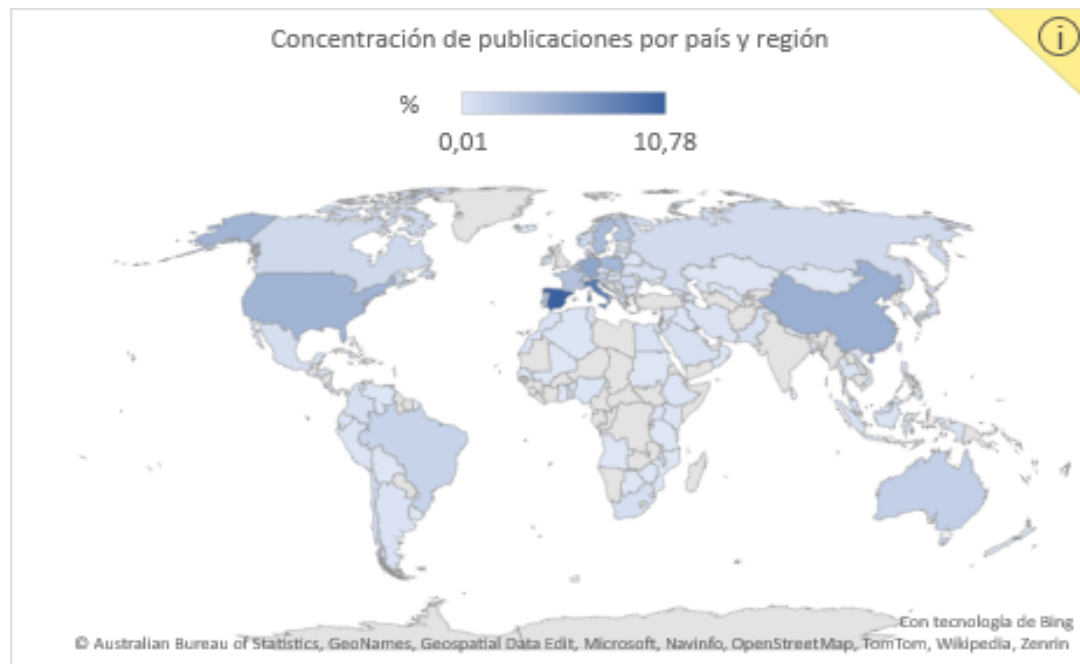 Concentración de publicaciones por país y región
i
%
0,01 10,78
Con tecnología de Bing
© Australian Bureau of Statistics, GeoNames, Geospatial Data Edit, Microsoft, Navinfo, OpenStreetMap, TomTom, Wikipedia, Zenrin